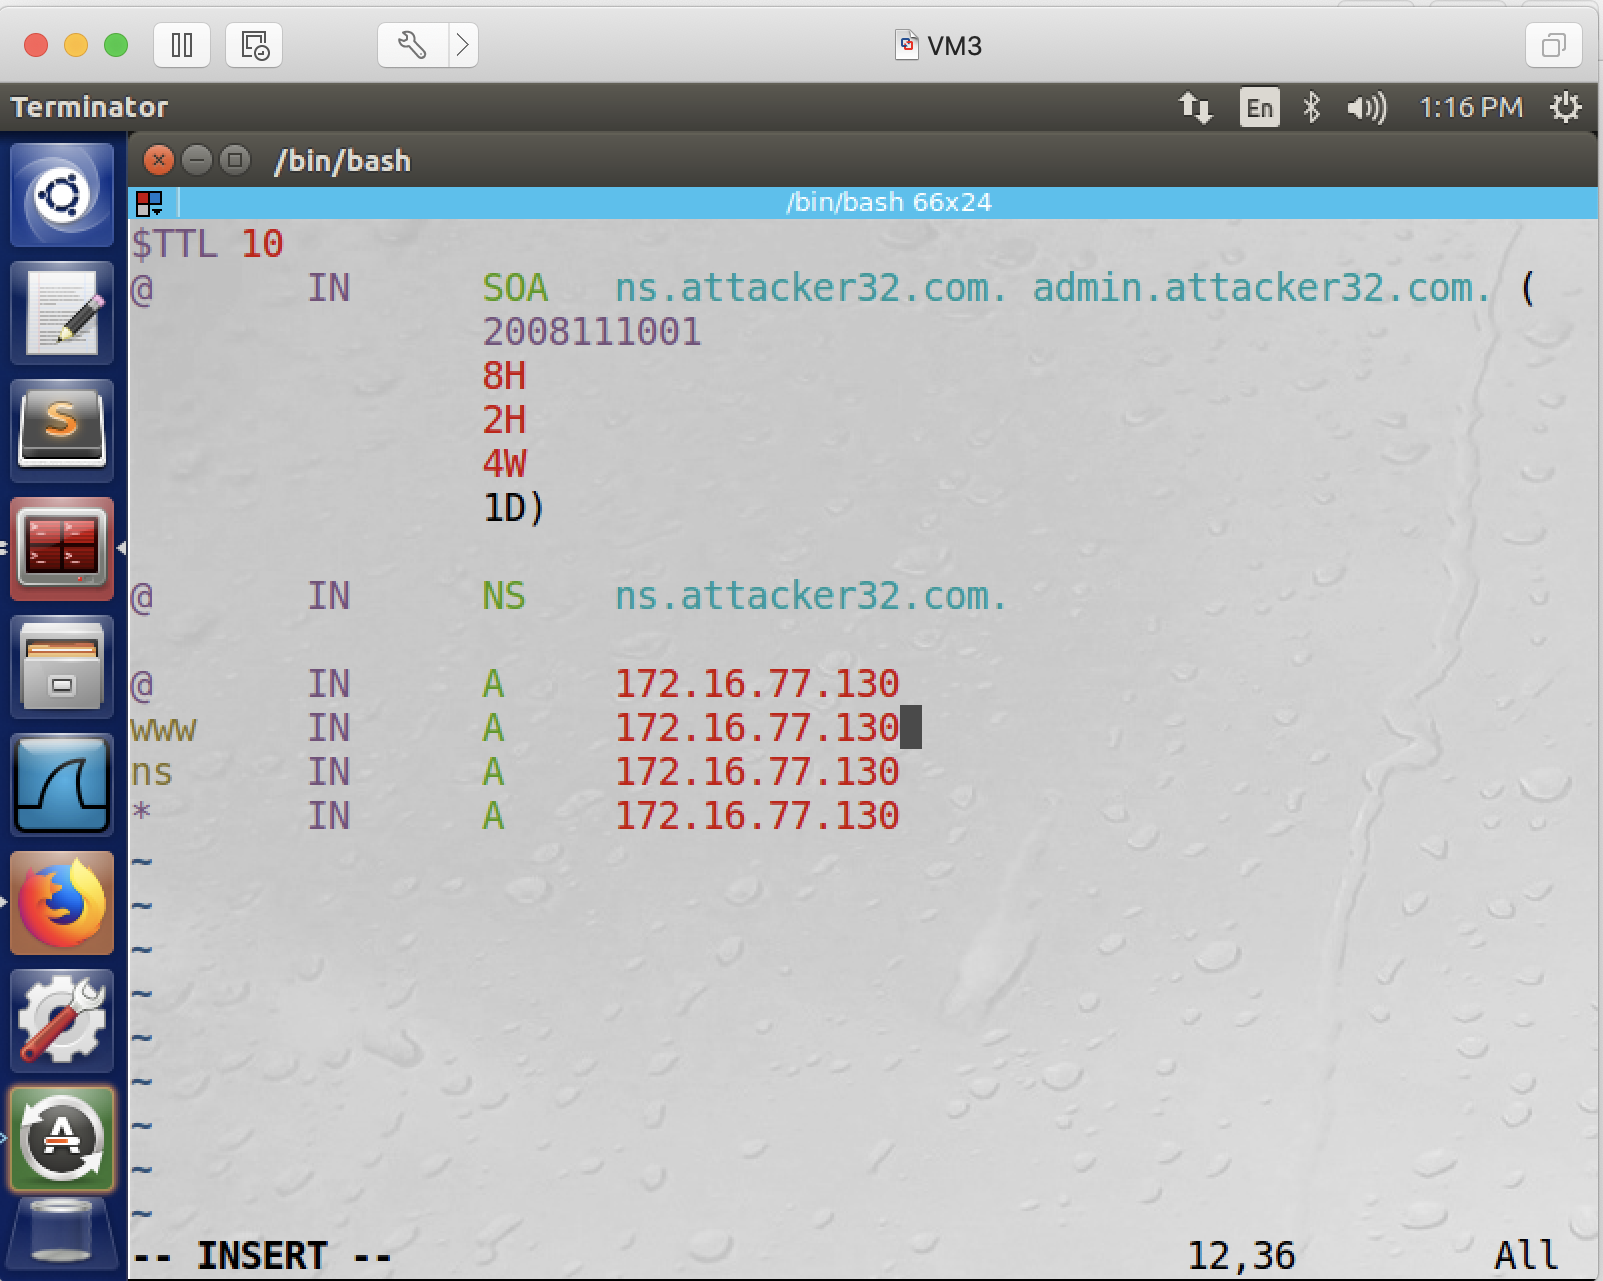 VM3
Terminator En 1:16 PM
/bin/bash
/bin/bash 66x24
$TTL 10
@ IN SOA ns.attacker32.com. admin.attacker32.com. (
2008111001
8H
2H
4W
1D)
@ IN NS ns.attacker32.com.
@ IN A 172.16.77.130
www IN A 172.16.77.130
ns IN A 172.16.77.130
* IN A 172.16.77.130
~
~
~
~
~
~
~
~
~
-- INSERT -- 12,36 All